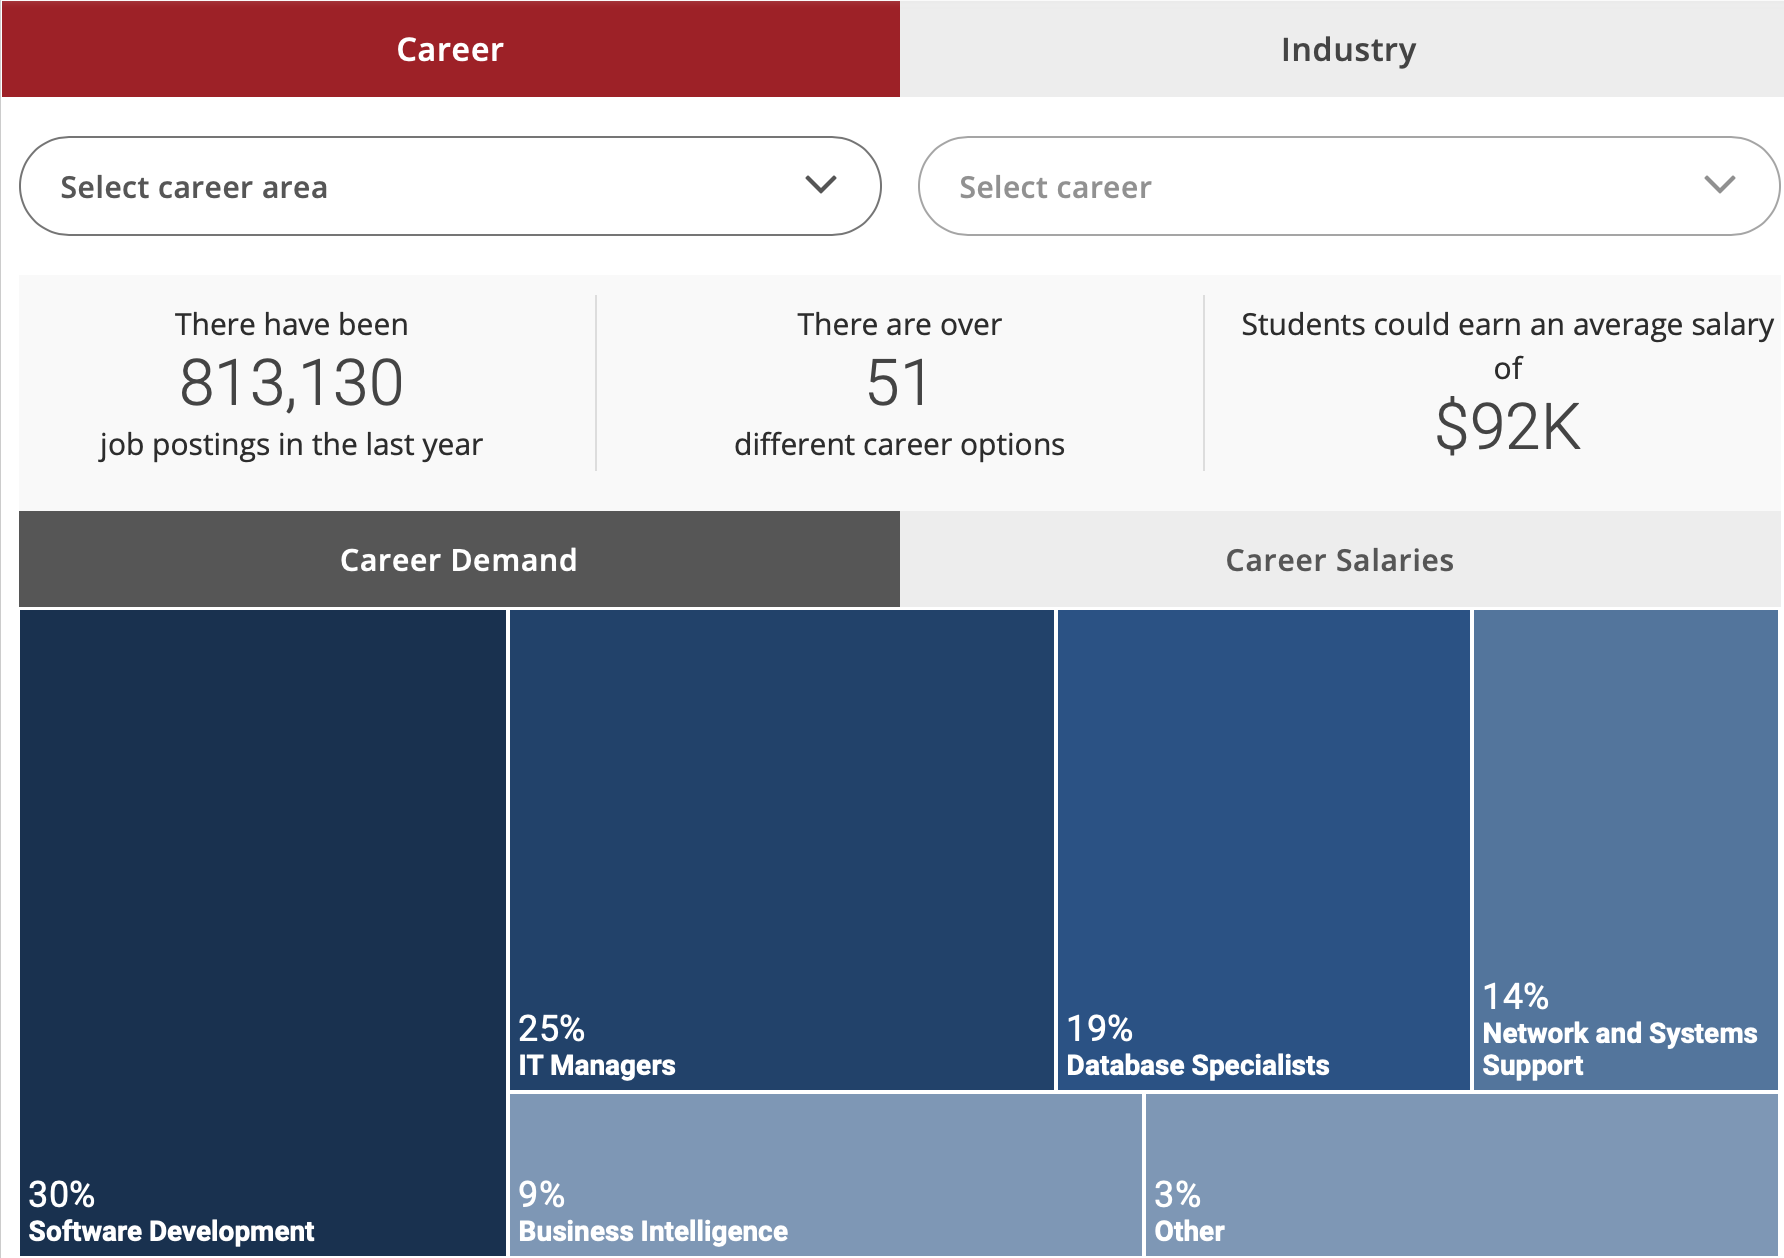 Career
Industry
Select career area
Select career
There have been
813,130
job postings in the last year
There are over
51
different career options
Students could earn an average salary
of
$92K
Career Demand
Career Salaries
30%
Software Development
25%
IT Managers
19%
Database Specialists
14%
Network and Systems
Support
9%
Business Intelligence
3%
Other